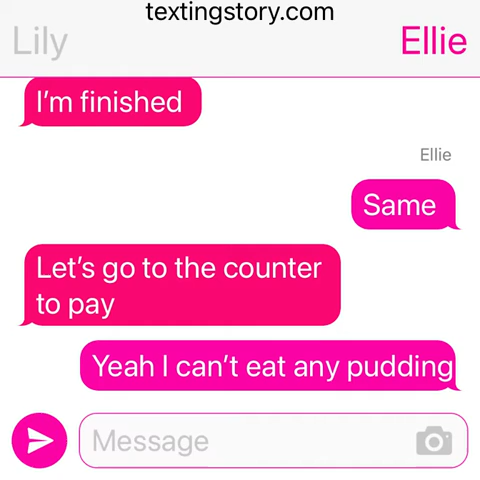 textingstory.com
Lily
Ellie
I’m finished
Ellie
Same
Let’s go to the counter
to pay
Yeah I can’t eat any pudding
Message